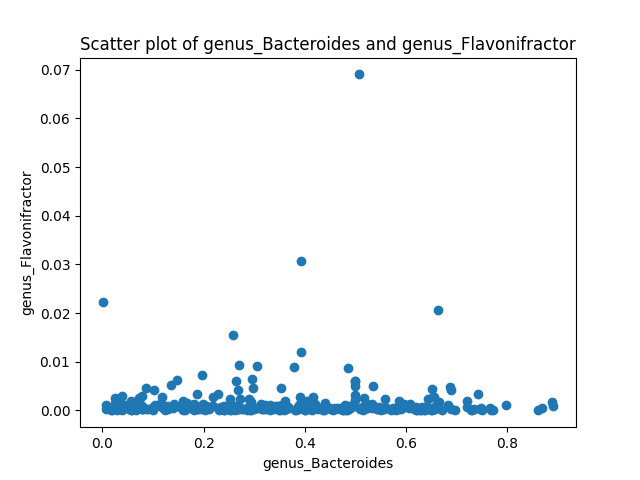 Scatter plot of genus_Bacteroides and genus_Flavonifractor
0.07
0.06
0.05
0.04
0.03
0.02
0.01
0.00
genus_Flavonifractor
0.0 0.2 0.4 0.6 0.8
genus_Bacteroides